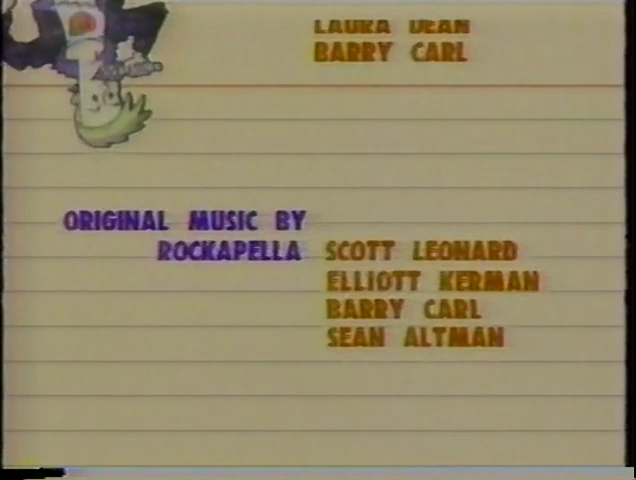 LAURA DEAN
BARRY CARL
ORIGINAL MUSIC BY
ROCKAPELLA SCOTT LEONARD
ELLIOTT KERMAN
BARRY CARL
SEAN ALTMAN